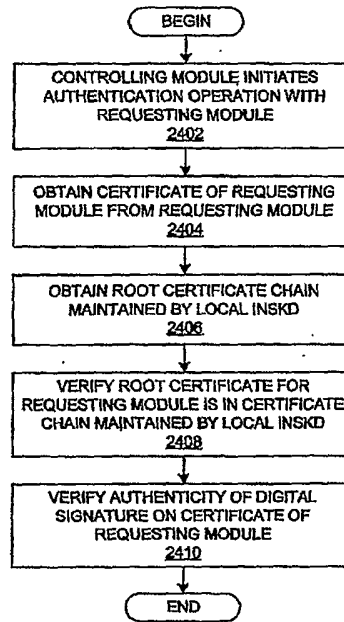 BEGIN
CONTROLLING MODULE INITIATES
AUTHENTICATION OPERATION WITH
REQUESTING MODULE
2402
OBTAIN CERTIFICATE OF REQUESTING
MODULE FROM REQUESTING MODULE
2404
OBTAIN ROOT CERTIFICATE CHAIN
MAINTAINED BY LOCAL INSKD
2406
VERIFY ROOT CERTIFICATE FOR
REQUESTING MODULE IS IN CERTIFICATE
CHAIN MAINTAINED BY LOCAL INSKD
2408
VERIFY AUTHENTICITY OF DIGITAL
SIGNATURE ON CERTIFICATE OF
REQUESTING MODULE
2410
END